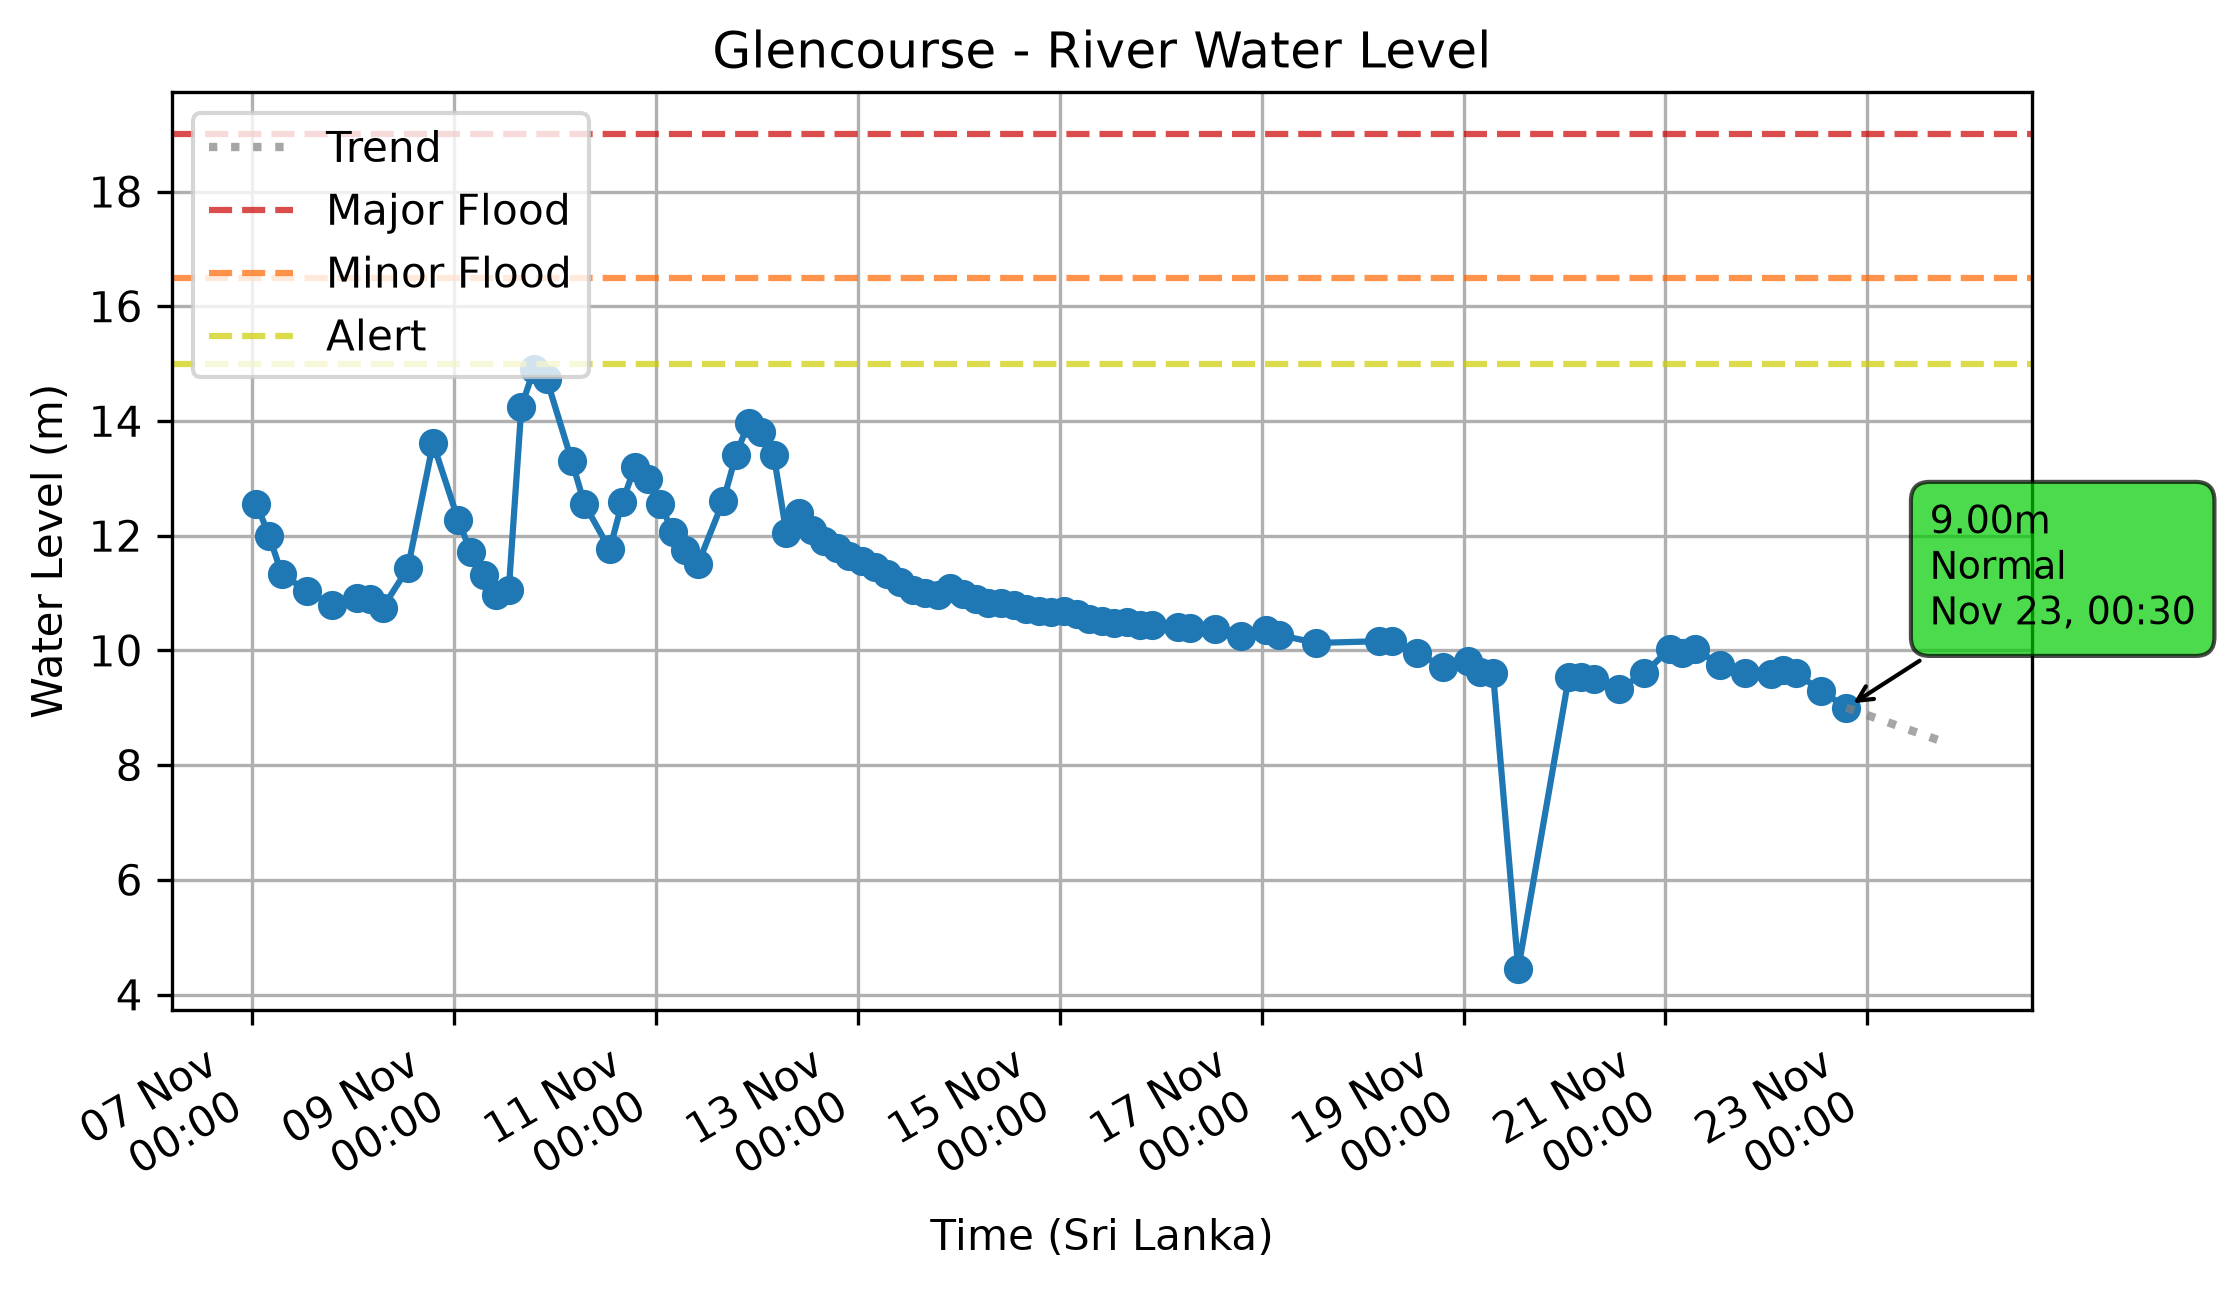 Glencourse - River Water Level
Trend
Major Flood
Minor Flood
Alert
18
16
14
12
10
8
6
4
Water Level (m)
9.00m
Normal
Nov 23, 00:30
07 Nov
00:00
09 Nov
00:00
11 Nov
00:00
13 Nov
00:00
15 Nov
00:00
17 Nov
00:00
19 Nov
00:00
21 Nov
00:00
23 Nov
00:00
Time (Sri Lanka)